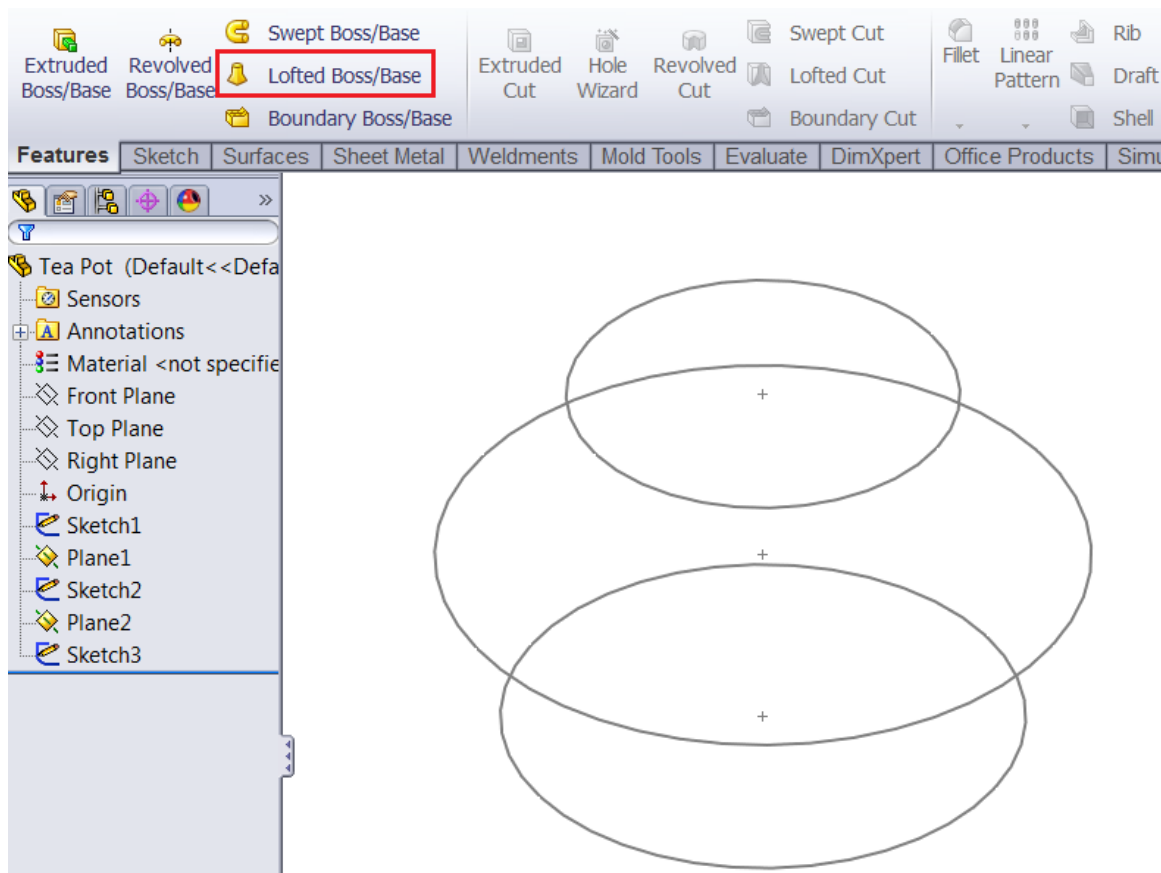 Swept Boss/Base
Swept Cut
Rib
Extruded Boss/Base
Revolved Boss/Base
Lofted Boss/Base
Extruded Cut
Hole Wizard
Revolved Cut
Lofted Cut
Fillet
Linear Pattern
Draft
Boundary Boss/Base
Boundary Cut
Shell
Features Sketch Surfaces Sheet Metal Weldments Mold Tools Evaluate DimXpert Office Products Simu
Tea Pot (Default<<Defa
Sensors
Annotations
Material <not specifie
Front Plane
Top Plane
Right Plane
Origin
Sketch1
Plane1
Sketch2
Plane2
Sketch3